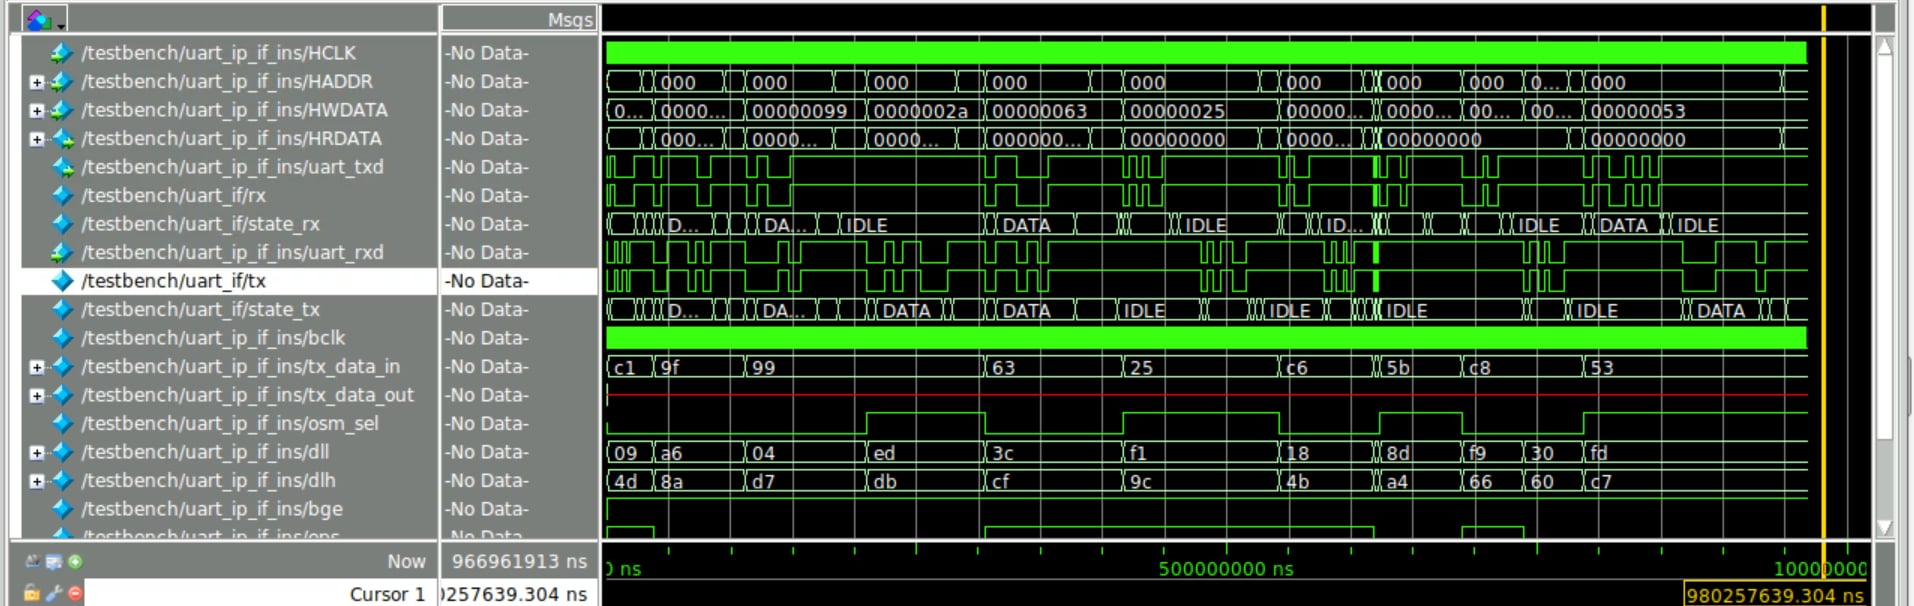 Msgs
/testbench/uart_ip_if_ins/HCLK -No Data-
/testbench/uart_ip_if_ins/HADDR -No Data- 000 000 000 000 000 000 000 000 0... 000
/testbench/uart_ip_if_ins/HWDATA -No Data- 0... 0000... 00000099 0000002a 00000063 00000025 00000... 0000... 00... 00... 00000053
/testbench/uart_ip_if_ins/HRDATA -No Data- 000... 0000... 0000... 000000... 00000000 0000... 00000000 00000000
/testbench/uart_ip_if_ins/uart_txd -No Data-
/testbench/uart_if/rx -No Data-
/testbench/uart_if/state_rx -No Data- D... DA... IDLE DATA IDLE ID... IDLE DATA IDLE
/testbench/uart_ip_if_ins/uart_rxd -No Data-
/testbench/uart_if/tx -No Data-
/testbench/uart_if/state_tx -No Data- D... DA... DATA DATA IDLE IDLE IDLE IDLE DATA
/testbench/uart_ip_if_ins/bclk -No Data-
/testbench/uart_ip_if_ins/tx_data_in -No Data- c1 9f 99 63 25 c6 5b c8 53
/testbench/uart_ip_if_ins/tx_data_out -No Data-
/testbench/uart_ip_if_ins/osm_sel -No Data-
/testbench/uart_ip_if_ins/dll -No Data- 09 a6 04 ed 3c f1 18 8d f9 30 fd
/testbench/uart_ip_if_ins/dlh -No Data- 4d 8a d7 db cf 9c 4b a4 66 60 c7
/testbench/uart_ip_if_ins/bge -No Data-
Now 966961913 ns 0 ns 500000000 ns
Cursor 1 0257639.304 ns 980257639.304 ns